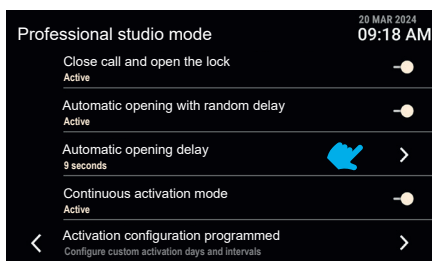 20 MAR 2024
Professional studio mode
09:18 AM
Close call and open the lock
Active
Automatic opening with random delay
Active
Automatic opening delay
9 seconds
Continuous activation mode
Active
Activation configuration programmed
Configure custom activation days and intervals